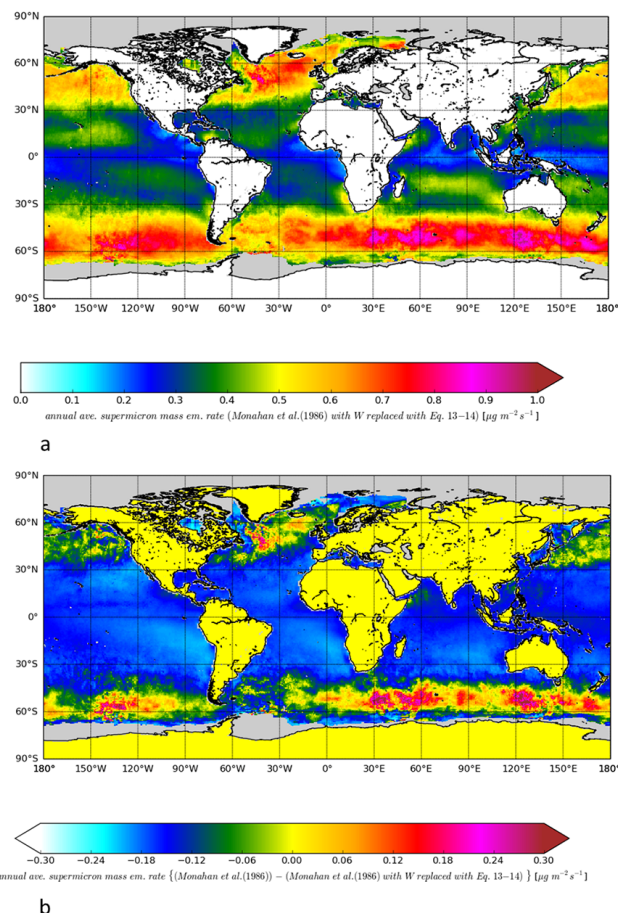 90°N
60°N
30°N
0°
30°S
60°S
90°S
180° 150°W 120°W 90°W 60°W 30°W 0° 30°E 60°E 90°E 120°E 150°E 180°
0.0 0.1 0.2 0.3 0.4 0.5 0.6 0.7 0.8 0.9 1.0
annual ave. supermicron mass em. rate (Monahan et al.(1986) with W replaced with Eq. 13−14) [μg m⁻² s⁻¹]
a
90°N
60°N
30°N
0°
30°S
60°S
90°S
180° 150°W 120°W 90°W 60°W 30°W 0° 30°E 60°E 90°E 120°E 150°E 180°
−0.30 −0.24 −0.18 −0.12 −0.06 0.00 0.06 0.12 0.18 0.24 0.30
nnual ave. supermicron mass em. rate {(Monahan et al.(1986)) − (Monahan et al.(1986) with W replaced with Eq. 13−14) } [μg m⁻² s⁻¹]
b